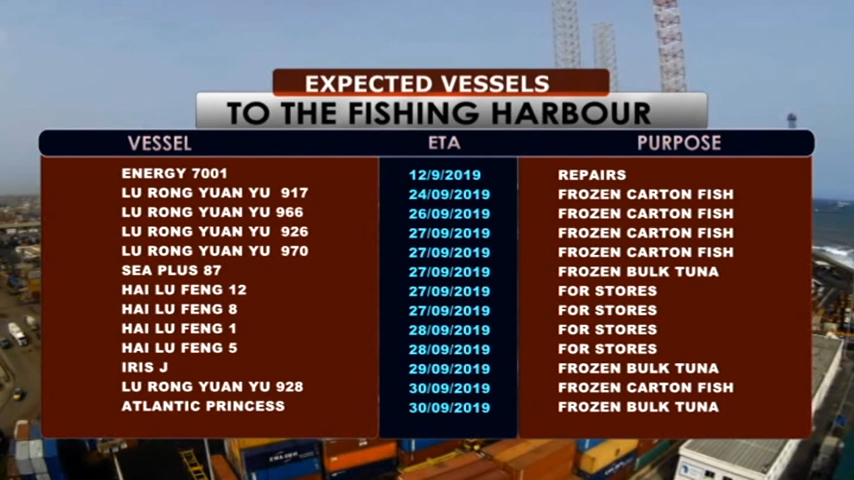 EXPECTED VESSELS
TO THE FISHING HARBOUR
VESSEL ETA PURPOSE
ENERGY 7001 12/9/2019 REPAIRS
LU RONG YUAN YU 917 24/09/2019 FROZEN CARTON FISH
LU RONG YUAN YU 966 26/09/2019 FROZEN CARTON FISH
LU RONG YUAN YU 926 27/09/2019 FROZEN CARTON FISH
LU RONG YUAN YU 970 27/09/2019 FROZEN CARTON FISH
SEA PLUS 87 27/09/2019 FROZEN BULK TUNA
HAI LU FENG 12 27/09/2019 FOR STORES
HAI LU FENG 8 27/09/2019 FOR STORES
HAI LU FENG 1 28/09/2019 FOR STORES
HAI LU FENG 5 28/09/2019 FOR STORES
IRIS J 29/09/2019 FROZEN BULK TUNA
LU RONG YUAN YU 928 30/09/2019 FROZEN CARTON FISH
ATLANTIC PRINCESS 30/09/2019 FROZEN BULK TUNA